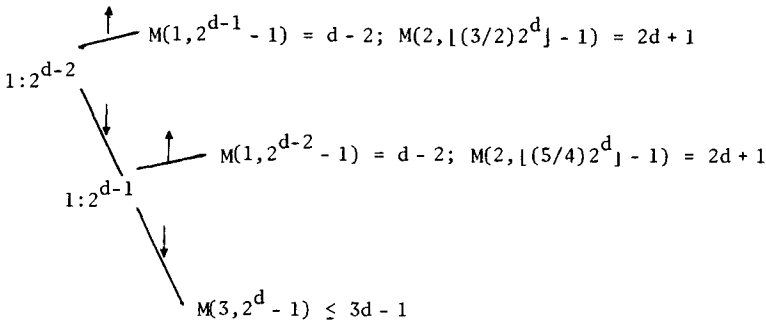 M(1,2^{d-1} - 1) = d - 2; M(2,⌊(3/2)2^d⌋ - 1) = 2d + 1
1:2^{d-2}
M(1,2^{d-2} - 1) = d - 2; M(2,⌊(5/4)2^d⌋ - 1) = 2d + 1
1:2^{d-1}
M(3,2^d - 1) ≤ 3d - 1